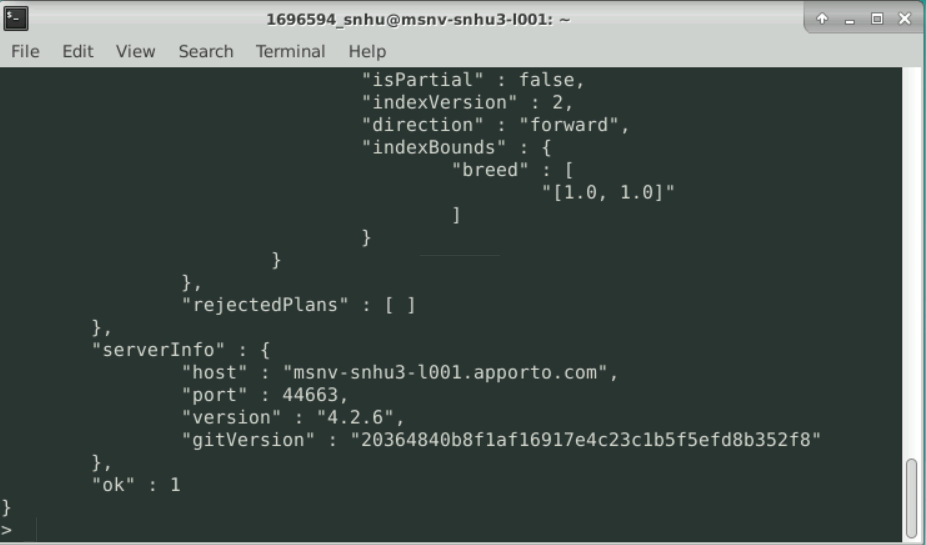 1696594_snhu@msnv-snhu3-l001: ~
File Edit View Search Terminal Help
"isPartial" : false,
"indexVersion" : 2,
"direction" : "forward",
"indexBounds" : {
"breed" : [
"[1.0, 1.0]"
]
}
}
},
"rejectedPlans" : [ ]
},
"serverInfo" : {
"host" : "msnv-snhu3-l001.apporto.com",
"port" : 44663,
"version" : "4.2.6",
"gitVersion" : "20364840b8f1af16917e4c23c1b5f5efd8b352f8"
},
"ok" : 1
}
>